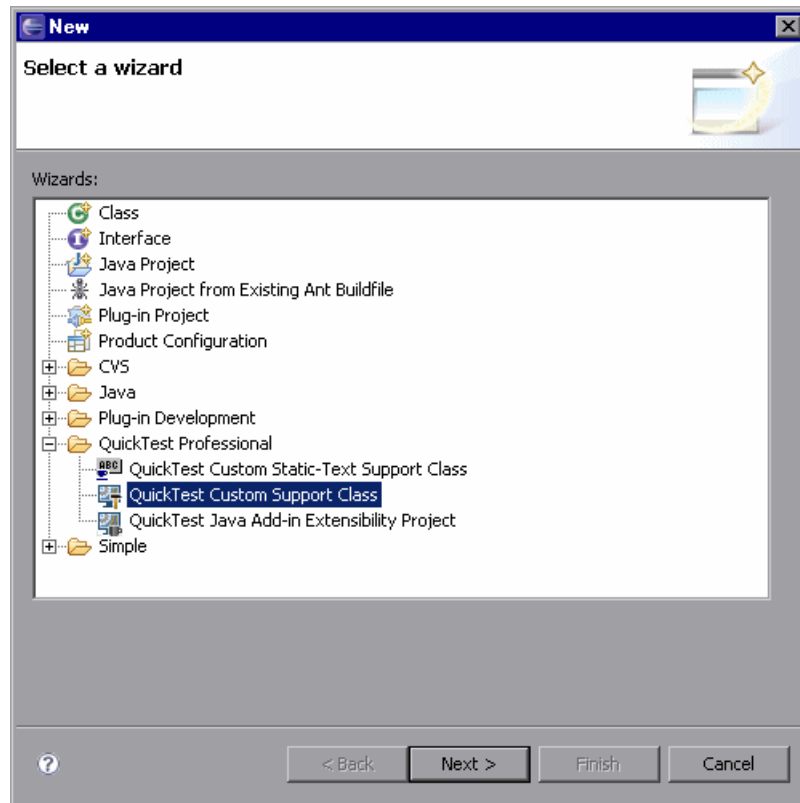 New
Select a wizard
Wizards:
Class
Interface
Java Project
Java Project from Existing Ant Buildfile
Plug-in Project
Product Configuration
CVS
Java
Plug-in Development
QuickTest Professional
ABC QuickTest Custom Static-Text Support Class
QuickTest Custom Support Class
QuickTest Java Add-in Extensibility Project
Simple
? < Back Next > Finish Cancel